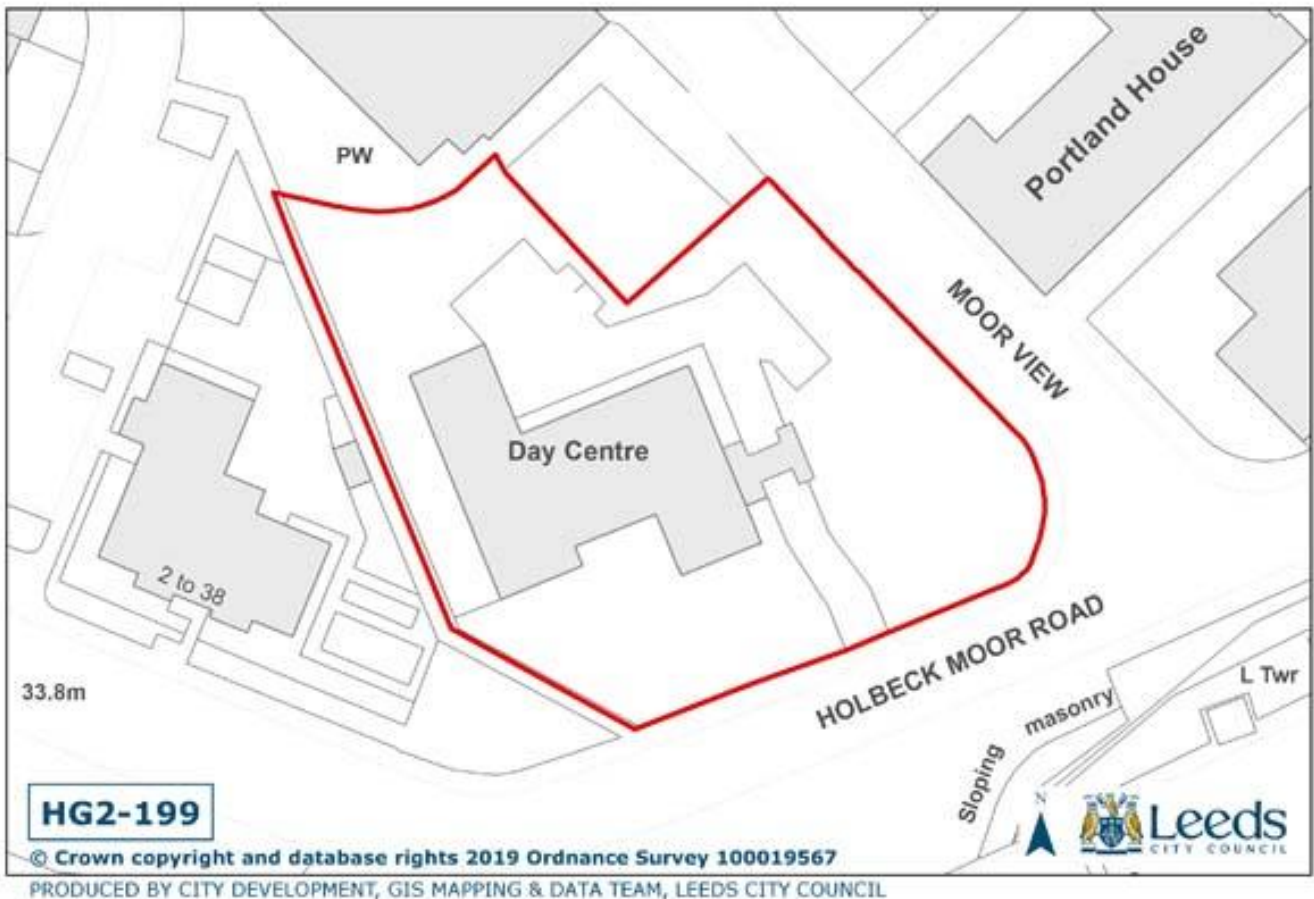 Portland House
PW
MOOR VIEW
Day Centre
2 to 38
HOLBECK MOOR ROAD
33.8m
L Twr
Sloping masonry
N
HG2-199
Leeds
CITY COUNCIL
© Crown copyright and database rights 2019 Ordnance Survey 100019567
PRODUCED BY CITY DEVELOPMENT, GIS MAPPING & DATA TEAM, LEEDS CITY COUNCIL